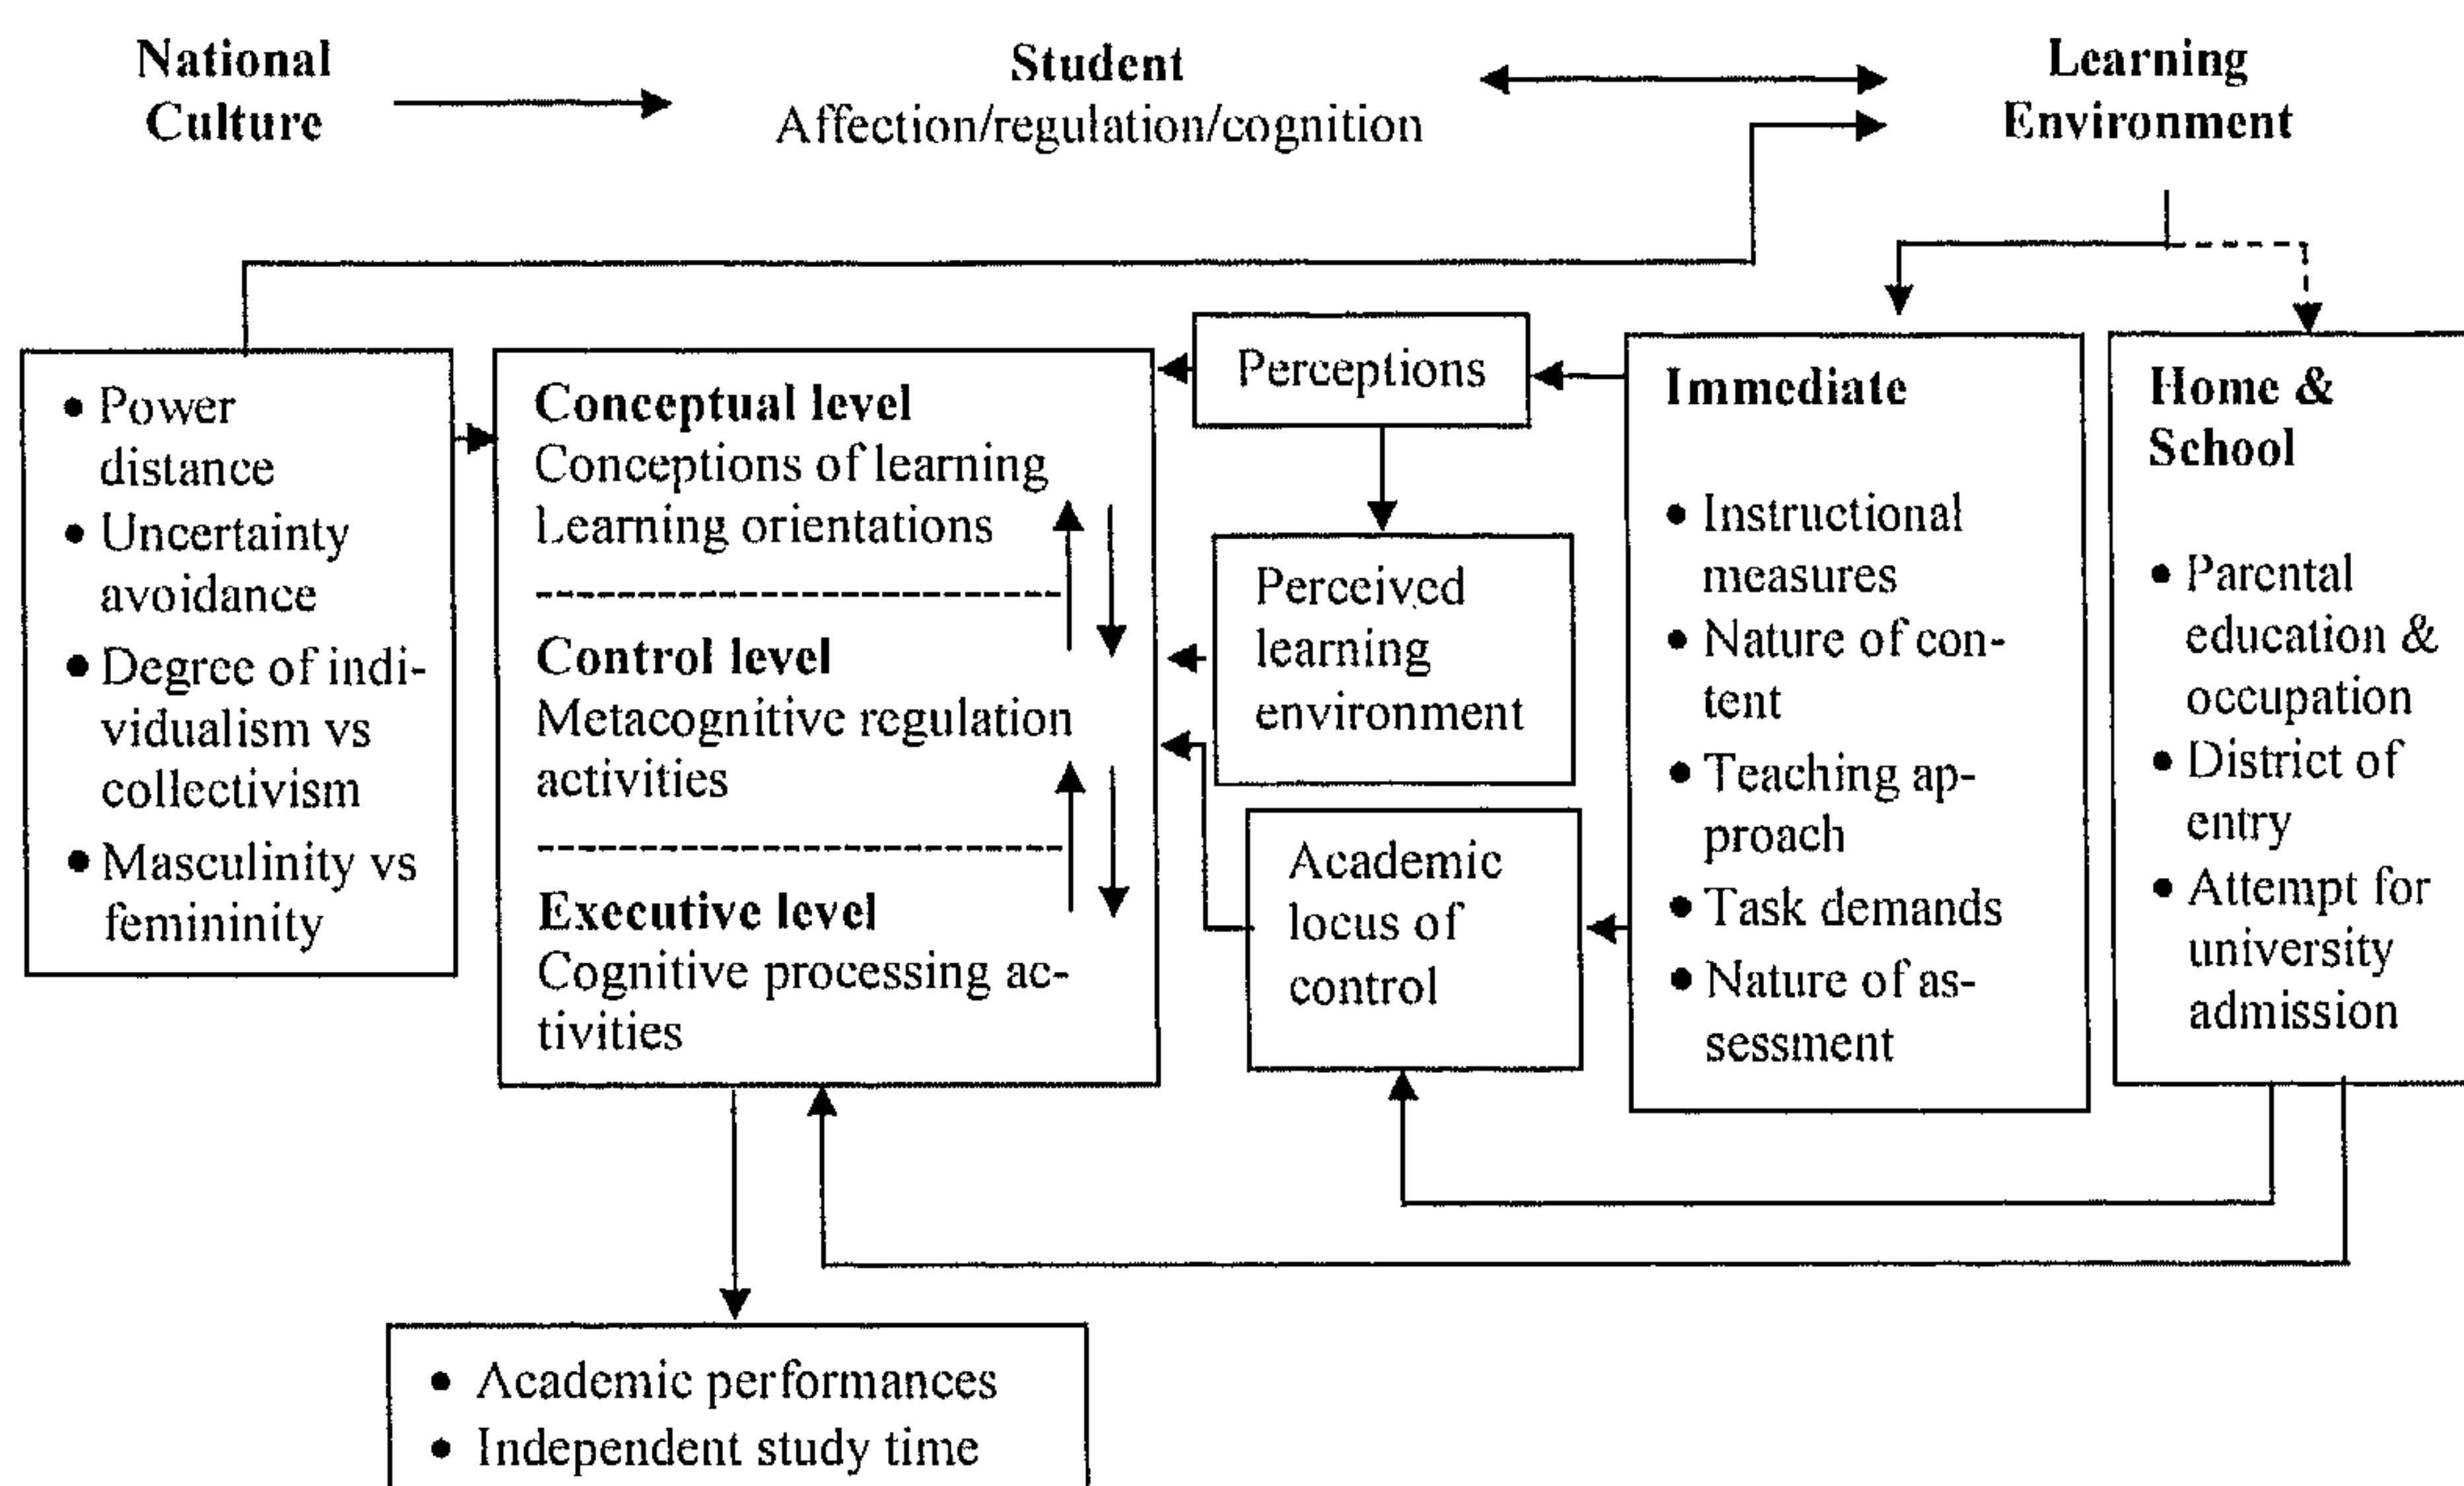 National
Culture
Student
Affection/regulation/cognition
Learning
Environment
• Power
distance
• Uncertainty
avoidance
• Degree of indi-
vidualism vs
collectivism
• Masculinity vs
femininity
Conceptual level
Conceptions of learning
Learning orientations
Control level
Metacognitive regulation
activities
Executive level
Cognitive processing ac-
tivities
Perceptions
Perceived
learning
environment
Academic
locus of
control
Immediate
• Instructional
measures
• Nature of con-
tent
• Teaching ap-
proach
• Task demands
• Nature of as-
sessment
Home &
School
• Parental
education &
occupation
• District of
entry
• Attempt for
university
admission
• Academic performances
• Independent study time